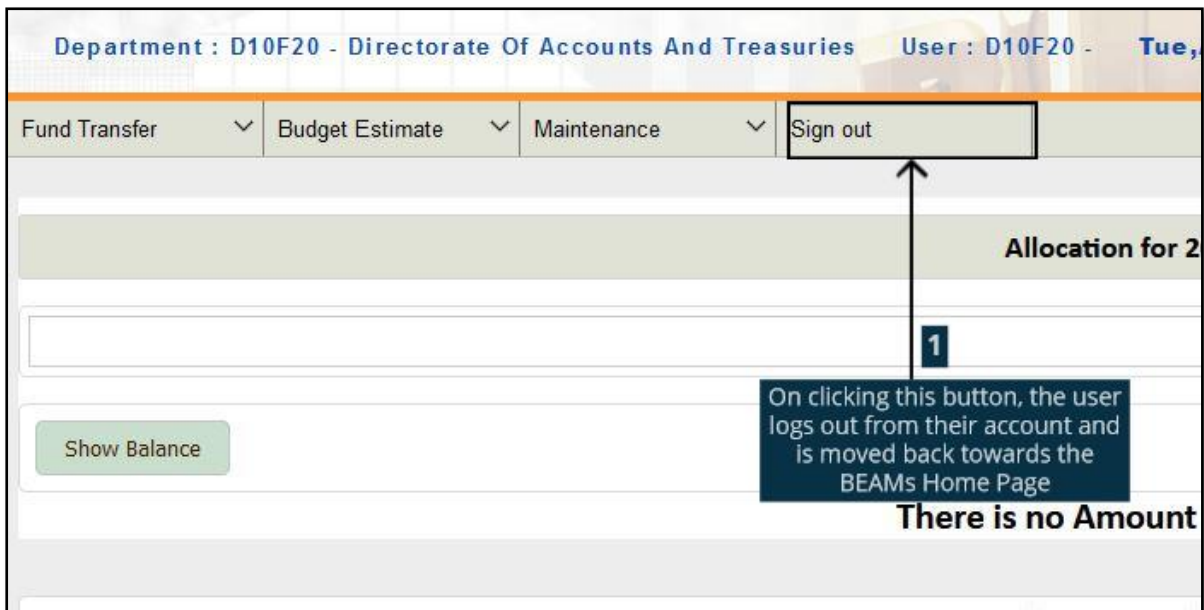 Department : D10F20 - Directorate Of Accounts And Treasuries User : D10F20 - Tue,
Fund Transfer Budget Estimate Maintenance Sign out
Allocation for 2
1
On clicking this button, the user
logs out from their account and
is moved back towards the
BEAMs Home Page
Show Balance
There is no Amount